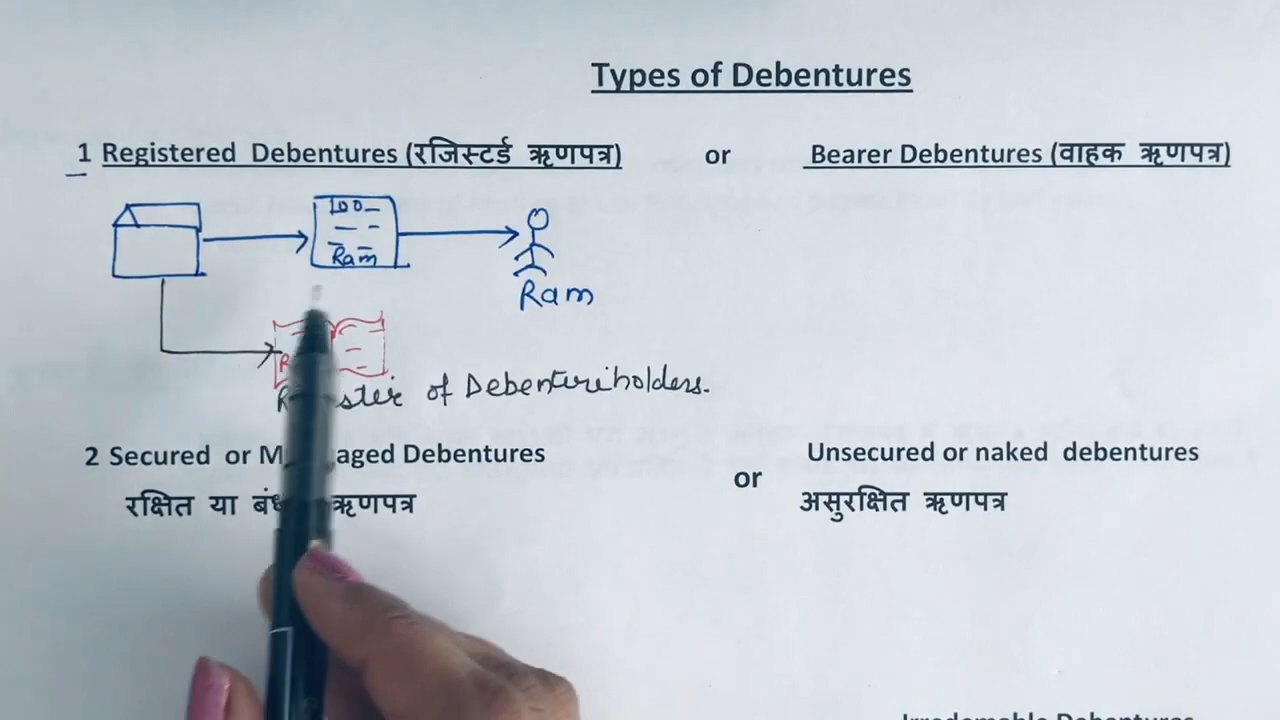 Types of Debentures
1 Registered Debentures (रजिस्टर्ड ऋणपत्र) or Bearer Debentures (वाहक ऋणपत्र)
100
Ram
Ram
of Debentureholders.
2 Secured or aged Debentures or Unsecured or naked debentures
रक्षित या ऋणपत्र असुरक्षित ऋणपत्र